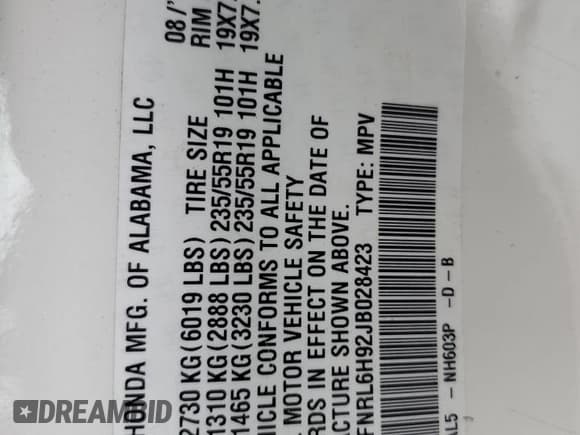 HONDA MFG. OF ALABAMA, LLC 08/
2730 KG(6019 LBS) TIRE SIZE RIM
1310 KG(2888 LBS) 235/55R19 101H 19X7.
1465 KG(3230 LBS) 235/55R19 101H 19X7.
ICLE CONFORMS TO ALL APPLICABLE
MOTOR VEHICLE SAFETY
RDS IN EFFECT ON THE DATE OF
ACTURE SHOWN ABOVE.
FNRL6H92JB028423 TYPE: MPV
AL5 - NH603P -D-B
DREAMBID